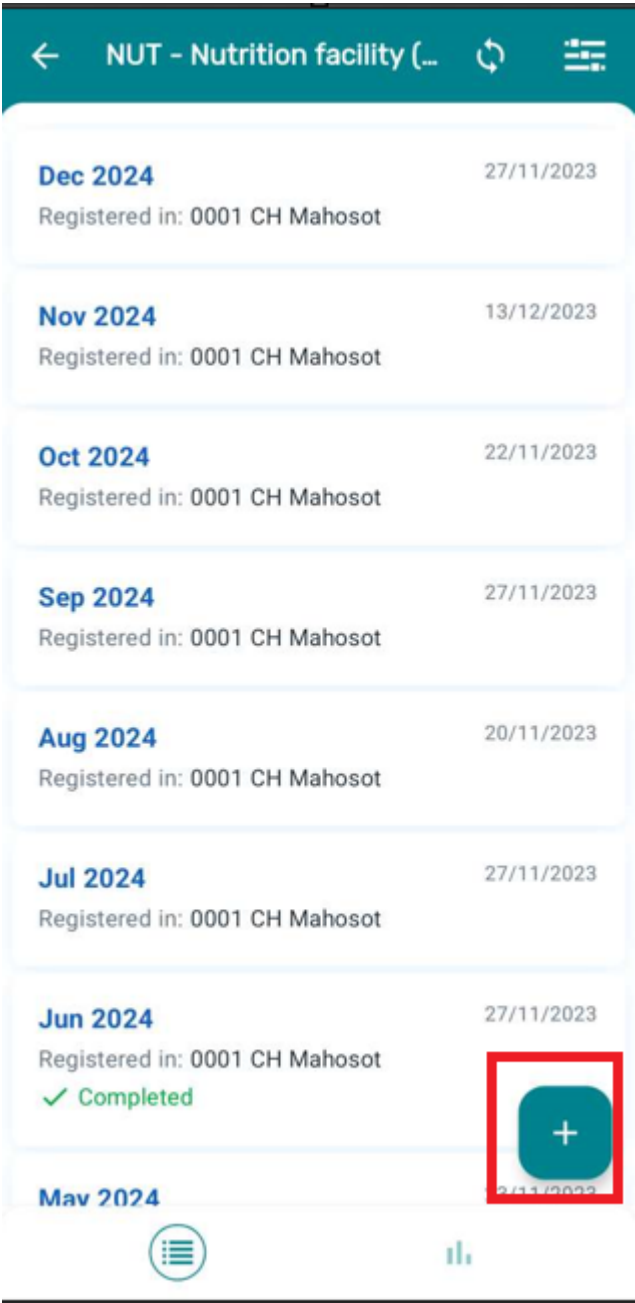 NUT - Nutrition facility (…
Dec 2024
27/11/2023
Registered in: 0001 CH Mahosot
Nov 2024
13/12/2023
Registered in: 0001 CH Mahosot
Oct 2024
22/11/2023
Registered in: 0001 CH Mahosot
Sep 2024
27/11/2023
Registered in: 0001 CH Mahosot
Aug 2024
20/11/2023
Registered in: 0001 CH Mahosot
Jul 2024
27/11/2023
Registered in: 0001 CH Mahosot
Jun 2024
27/11/2023
Registered in: 0001 CH Mahosot
Completed
+
May 2024